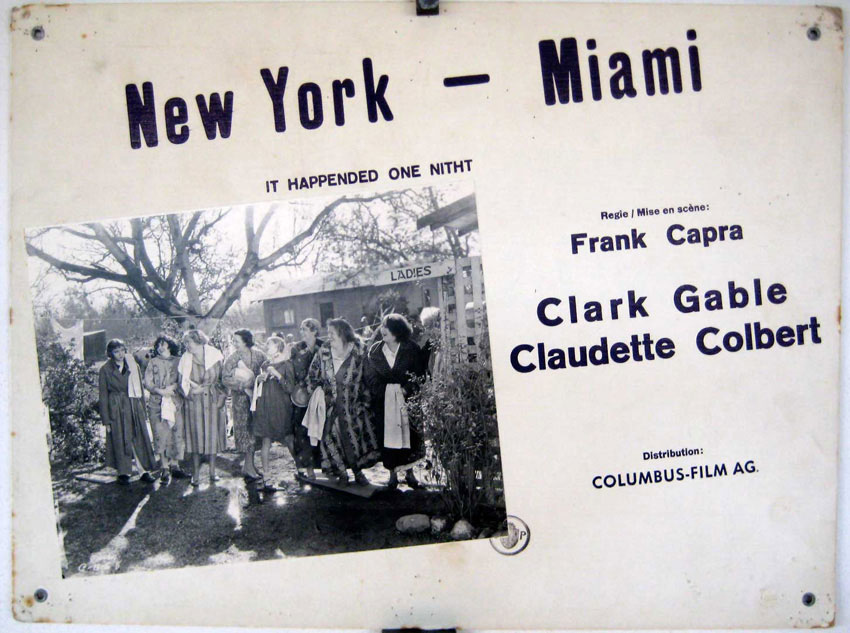 New York – Miami
IT HAPPENDED ONE NITHT
LADIES
Regie / Mise en scène:
Frank Capra
Clark Gable
Claudette Colbert
Distribution:
COLUMBUS-FILM AG.